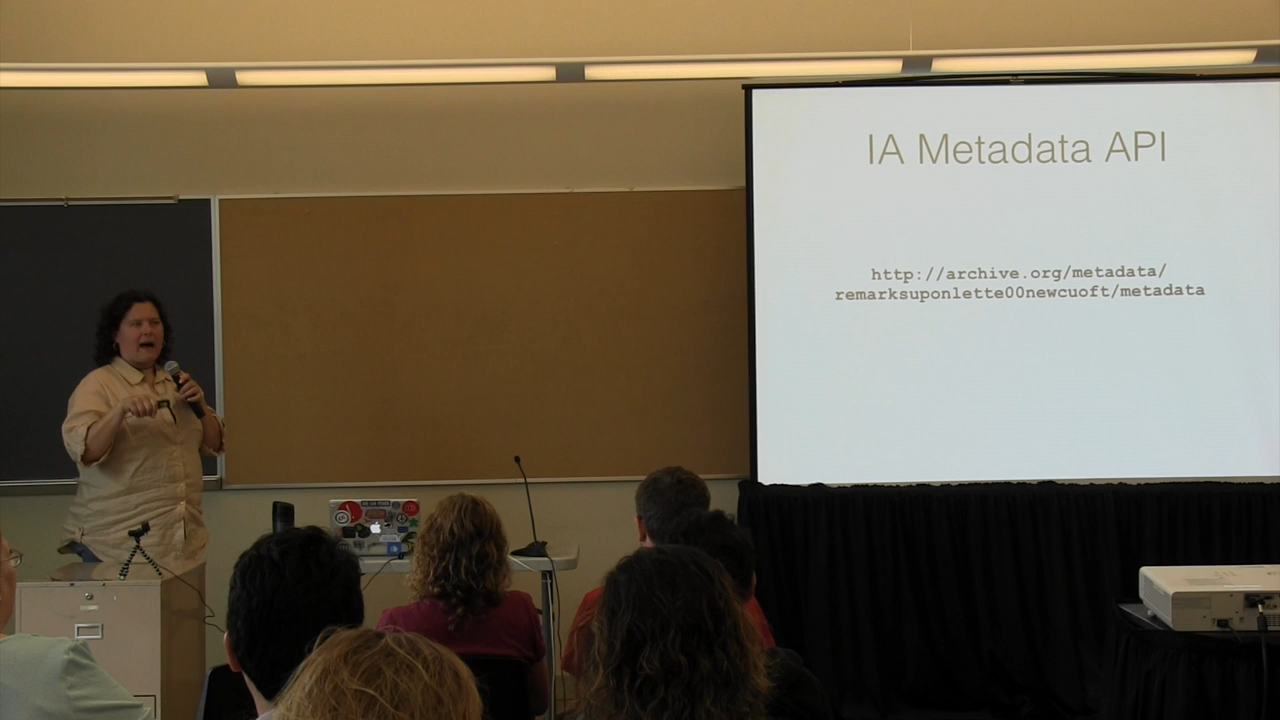 IA Metadata API
http://archive.org/metadata/
remarksuponlette00newcuoft/metadata